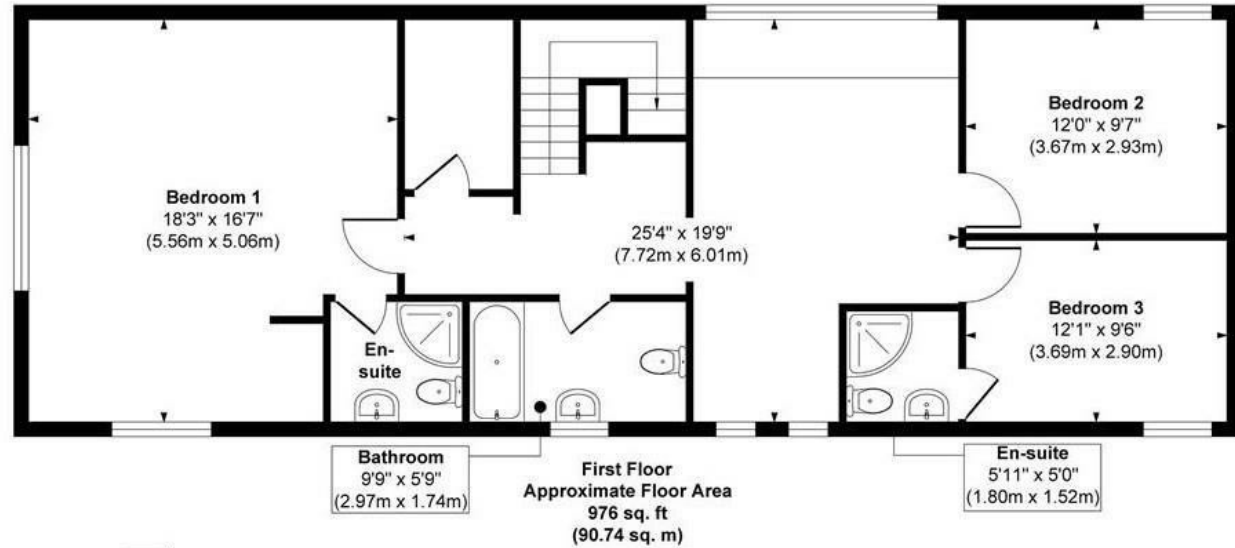 Bedroom 1
18'3" x 16'7"
(5.56m x 5.06m)
En-
suite
25'4" x 19'9"
(7.72m x 6.01m)
Bedroom 2
12'0" x 9'7"
(3.67m x 2.93m)
Bedroom 3
12'1" x 9'6"
(3.69m x 2.90m)
Bathroom
9'9" x 5'9"
(2.97m x 1.74m)
First Floor
Approximate Floor Area
976 sq. ft
(90.74 sq. m)
En-suite
5'11" x 5'0"
(1.80m x 1.52m)